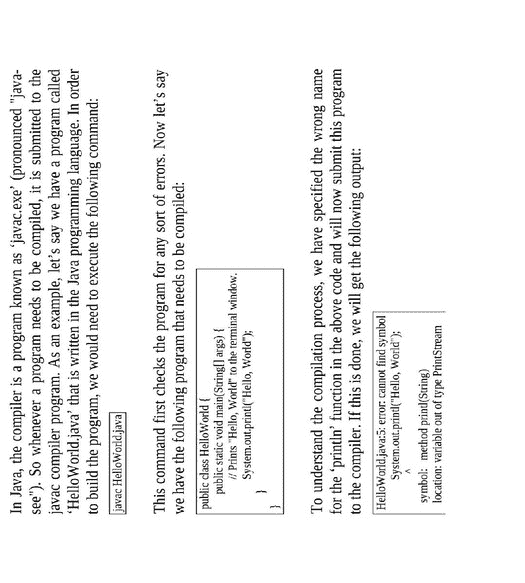 In Java, the compiler is a program known as ‘javac.exe’ (pronounced "java-
see"). So whenever a program needs to be compiled, it is submitted to the
javac compiler program. As an example, let’s say we have a program called
‘HelloWorld.java’ that is written in the Java programming language. In order
to build the program, we would need to execute the following command:
javac HelloWorld.java
This command first checks the program for any sort of errors. Now let’s say
we have the following program that needs to be compiled:
public class HelloWorld {
public static void main(String[] args) {
// Prints "Hello, World" to the terminal window.
System.out.printl("Hello, World");
}
}
To understand the compilation process, we have specified the wrong name
for the ‘println’ function in the above code and will now submit this program
to the compiler. If this is done, we will get the following output:
HelloWorld.java:5: error: cannot find symbol
System.out.printl("Hello, World");
^
symbol: method printl(String)
location: variable out of type PrintStream